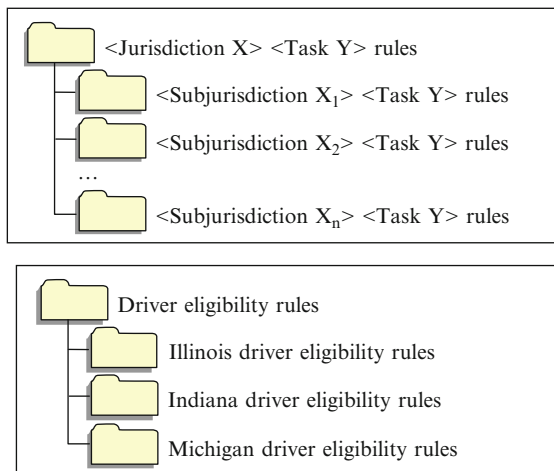 <Jurisdiction X> <Task Y> rules
<Subjurisdiction X₁> <Task Y> rules
<Subjurisdiction X₂> <Task Y> rules
...
<Subjurisdiction Xₙ> <Task Y> rules
Driver eligibility rules
Illinois driver eligibility rules
Indiana driver eligibility rules
Michigan driver eligibility rules